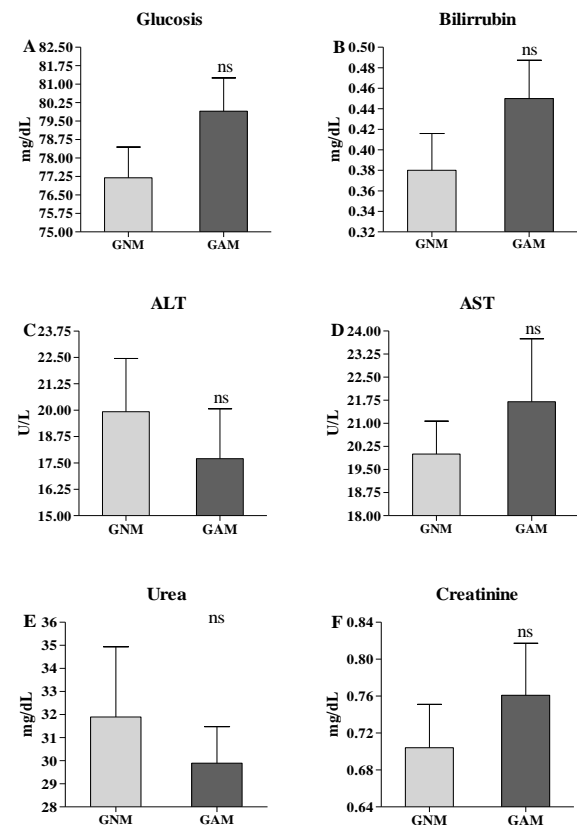 Glucosis
A
82.50
81.75
81.00
80.25
79.50
78.75
78.00
77.25
76.50
75.75
75.00
mg/dL
ns
GNM GAM
Bilirrubin
B
0.50
0.48
0.46
0.44
0.42
0.40
0.38
0.36
0.34
0.32
mg/dL
ns
GNM GAM
ALT
C
23.75
22.50
21.25
20.00
18.75
17.50
16.25
15.00
U/L
ns
GNM GAM
AST
D
24.00
23.25
22.50
21.75
21.00
20.25
19.50
18.75
18.00
U/L
ns
GNM GAM
Urea
E
36
35
34
33
32
31
30
29
28
mg/dL
ns
GNM GAM
Creatinine
F
0.84
0.80
0.76
0.72
0.68
0.64
mg/dL
ns
GNM GAM